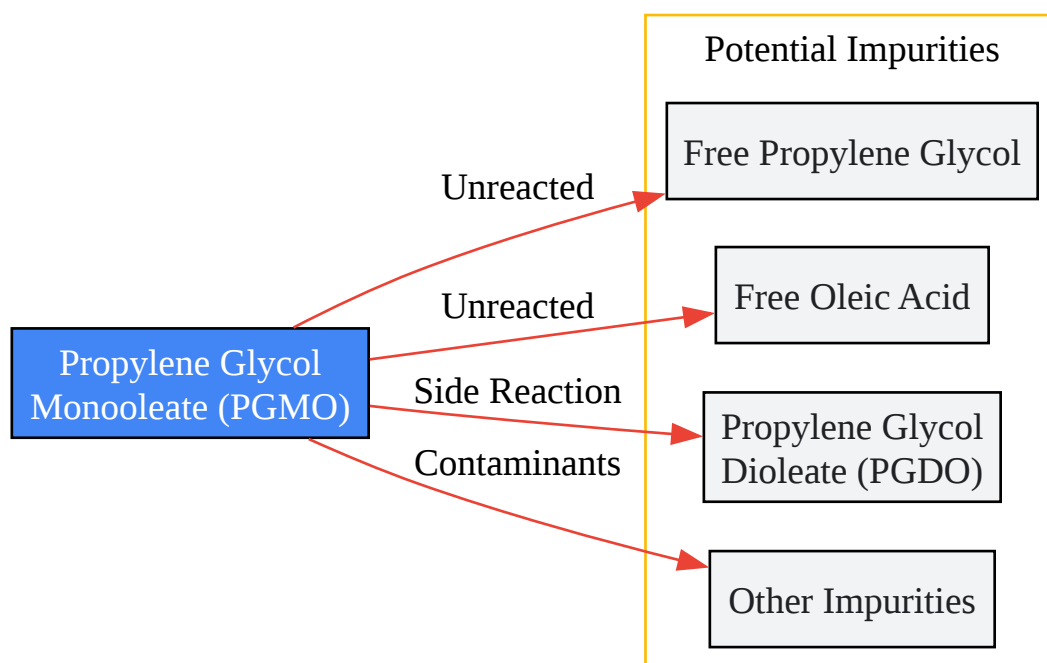 Potential Impurities
Free Propylene Glycol
Unreacted
Free Oleic Acid
Unreacted
Propylene Glycol
Monooleate (PGMO)
Side Reaction
Propylene Glycol
Dioleate (PGDO)
Contaminants
Other Impurities